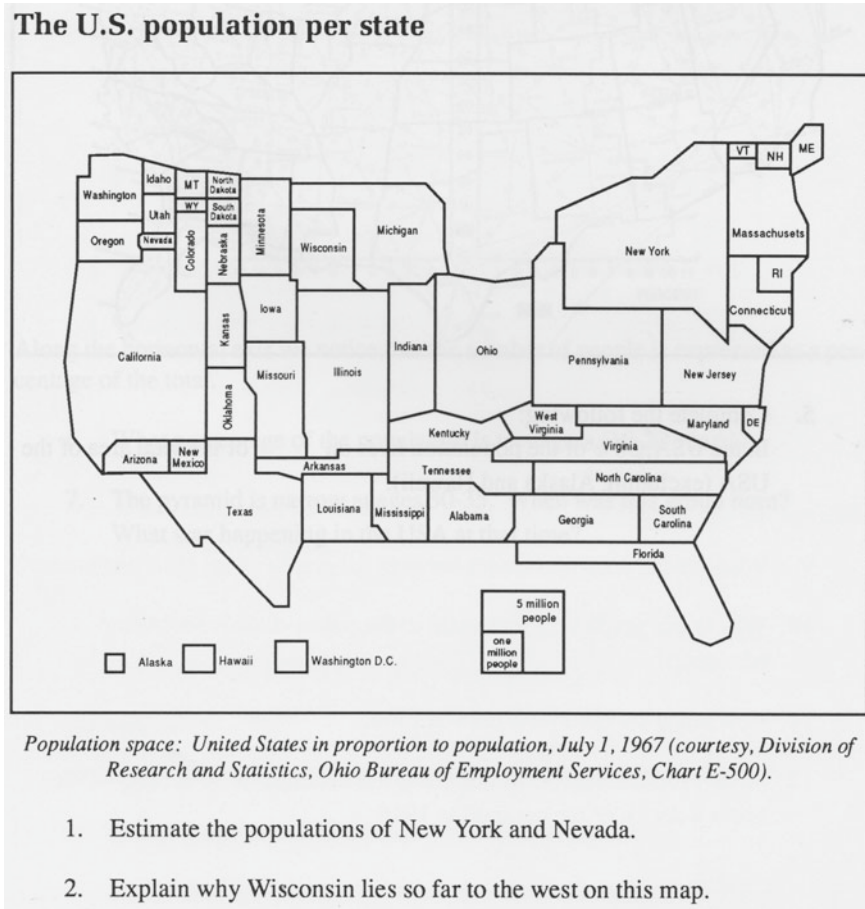 The U.S. population per state
VT
NH
ME
Washington
Idaho
MT
North
Dakota
WY
South
Dakota
Utah
Oregon
Nevada
Colorado
Nebraska
Minnesota
Wisconsin
Michigan
New York
Massachusets
RI
Connecticut
Iowa
California
Kansas
Missouri
Illinois
Indiana
Ohio
Pennsylvania
New Jersey
Oklahoma
Kentucky
West
Virginia
Virginia
Maryland
DE
Arizona
New
Mexico
Arkansas
Tennessee
North Carolina
Texas
Louisiana
Mississippi
Alabama
Georgia
South
Carolina
Florida
5 million
people
one
million
people
Alaska
Hawaii
Washington D.C.
Population space: United States in proportion to population, July 1, 1967 (courtesy, Division of
Research and Statistics, Ohio Bureau of Employment Services, Chart E-500).
1. Estimate the populations of New York and Nevada.
2. Explain why Wisconsin lies so far to the west on this map.